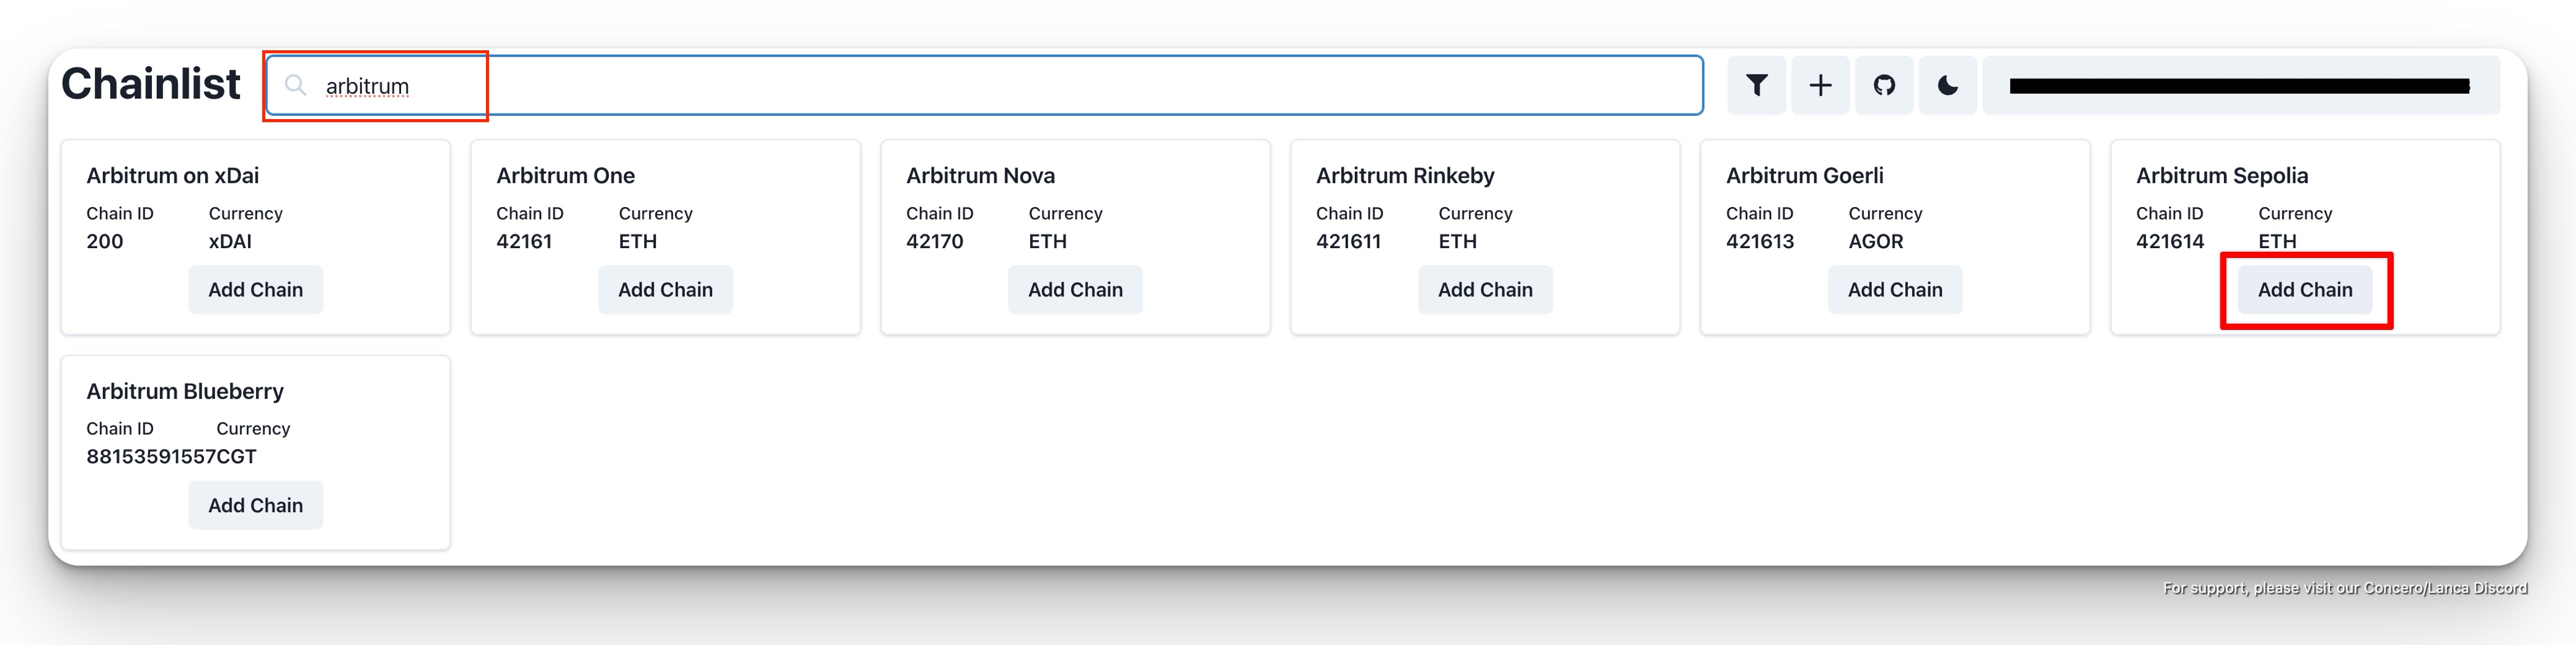 Chainlist
arbitrum
Arbitrum on xDai
Chain ID Currency
200 xDAI
Add Chain
Arbitrum One
Chain ID Currency
42161 ETH
Add Chain
Arbitrum Nova
Chain ID Currency
42170 ETH
Add Chain
Arbitrum Rinkeby
Chain ID Currency
421611 ETH
Add Chain
Arbitrum Goerli
Chain ID Currency
421613 AGOR
Add Chain
Arbitrum Sepolia
Chain ID Currency
421614 ETH
Add Chain
Arbitrum Blueberry
Chain ID Currency
88153591557CGT
Add Chain
For support, please visit our Concero/Lanca Discord